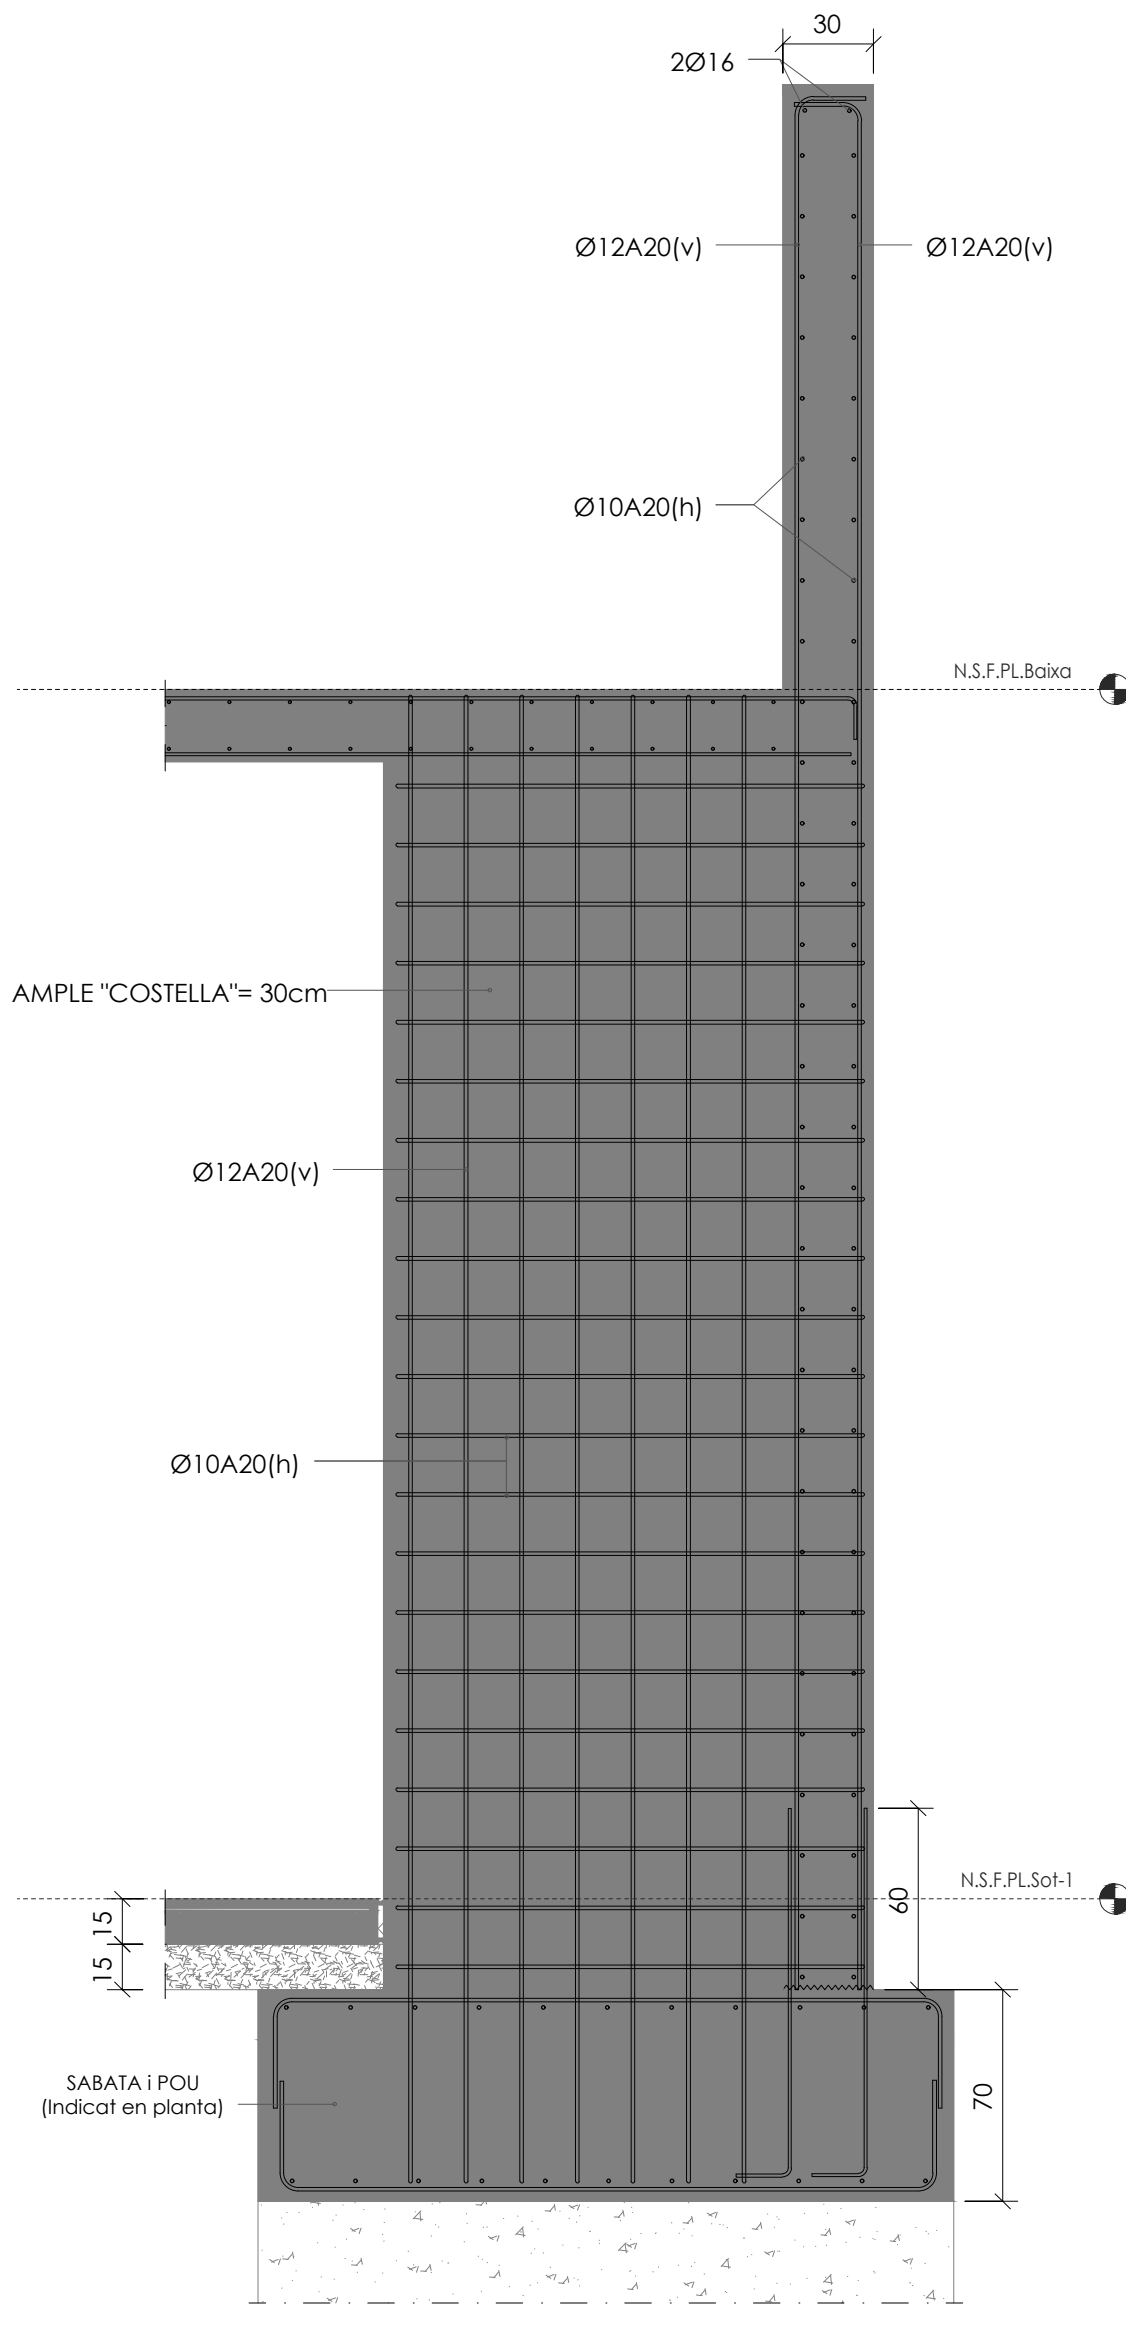 30
2Ø16
Ø12A20(v)
Ø12A20(v)
Ø10A20(h)
N.S.F.PL.Baixa
AMPLE "COSTELLA"= 30cm
Ø12A20(v)
Ø10A20(h)
N.S.F.PL.Sot-1
60
15
15
SABATA i POU
(Indicat en planta)
70